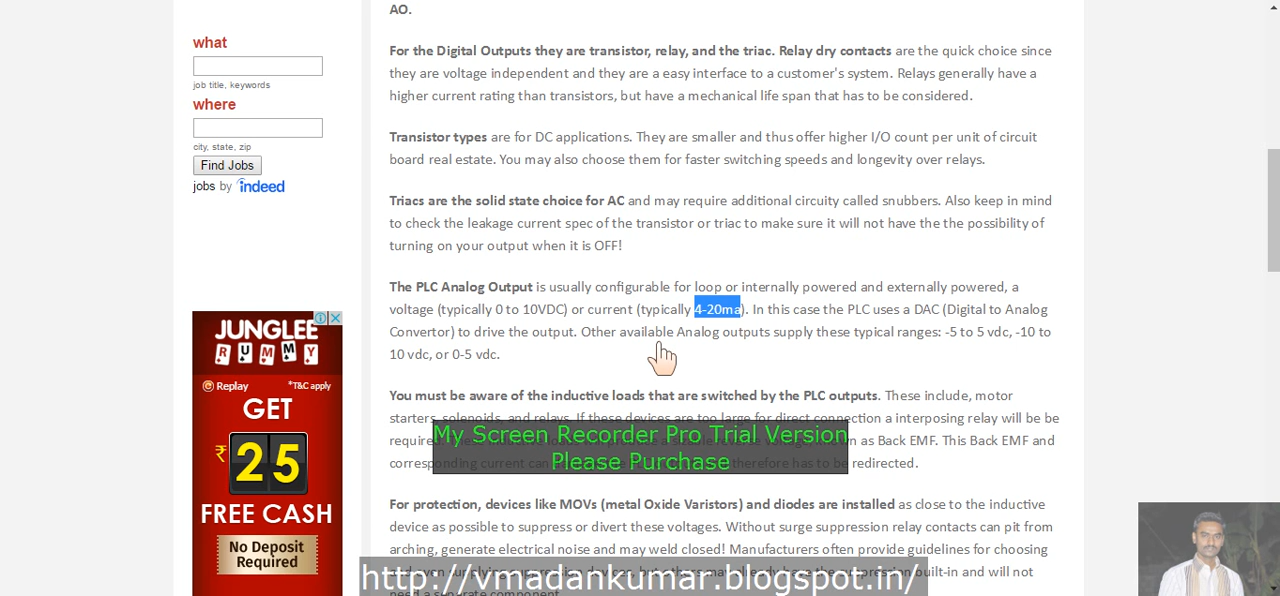 AO.
what
job title, keywords
where
city, state, zip
Find Jobs
jobs by indeed
For the Digital Outputs they are transistor, relay, and the triac. Relay dry contacts are the quick choice since
they are voltage independent and they are a easy interface to a customer's system. Relays generally have a
higher current rating than transistors, but have a mechanical life span that has to be considered.
Transistor types are for DC applications. They are smaller and thus offer higher I/O count per unit of circuit
board real estate. You may also choose them for faster switching speeds and longevity over relays.
Triacs are the solid state choice for AC and may require additional circuity called snubbers. Also keep in mind
to check the leakage current spec of the transistor or triac to make sure it will not have the the possibility of
turning on your output when it is OFF!
The PLC Analog Output is usually configurable for loop or internally powered and externally powered, a
voltage (typically 0 to 10VDC) or current (typically 4-20ma). In this case the PLC uses a DAC (Digital to Analog
Convertor) to drive the output. Other available Analog outputs supply these typical ranges: -5 to 5 vdc, -10 to
10 vdc, or 0-5 vdc.
You must be aware of the inductive loads that are switched by the PLC outputs. These include, motor
starters, solenoids, and relays. If these devices are too large for direct connection a interposing relay will be be
as Back EMF. This Back EMF and
therefore has to be redirected.
My Screen Recorder Pro Trial Version
Please Purchase
For protection, devices like MOVs (metal Oxide Varistors) and diodes are installed as close to the inductive
device as possible to suppress or divert these voltages. Without surge suppression relay contacts can pit from
arching, generate electrical noise and may weld closed! Manufacturers often provide guidelines for choosing
built-in and will not
need a separate component
http://vmadankumar.blogspot.in/
JUNGLEE
RUMMY
Replay *T&C apply
GET
₹ 25
FREE CASH
No Deposit
Required